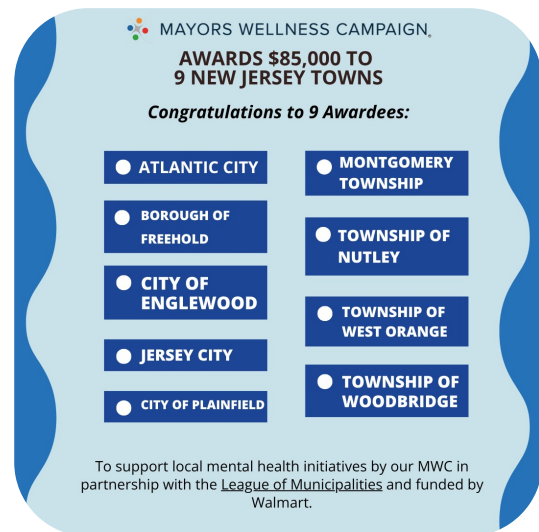 MAYORS WELLNESS CAMPAIGN®
AWARDS $85,000 TO
9 NEW JERSEY TOWNS
Congratulations to 9 Awardees:
ATLANTIC CITY
BOROUGH OF
FREEHOLD
CITY OF
ENGLEWOOD
JERSEY CITY
CITY OF PLAINFIELD
MONTGOMERY
TOWNSHIP
TOWNSHIP OF
NUTLEY
TOWNSHIP OF
WEST ORANGE
TOWNSHIP OF
WOODBRIDGE
To support local mental health initiatives by our MWC in
partnership with the League of Municipalities and funded by
Walmart.